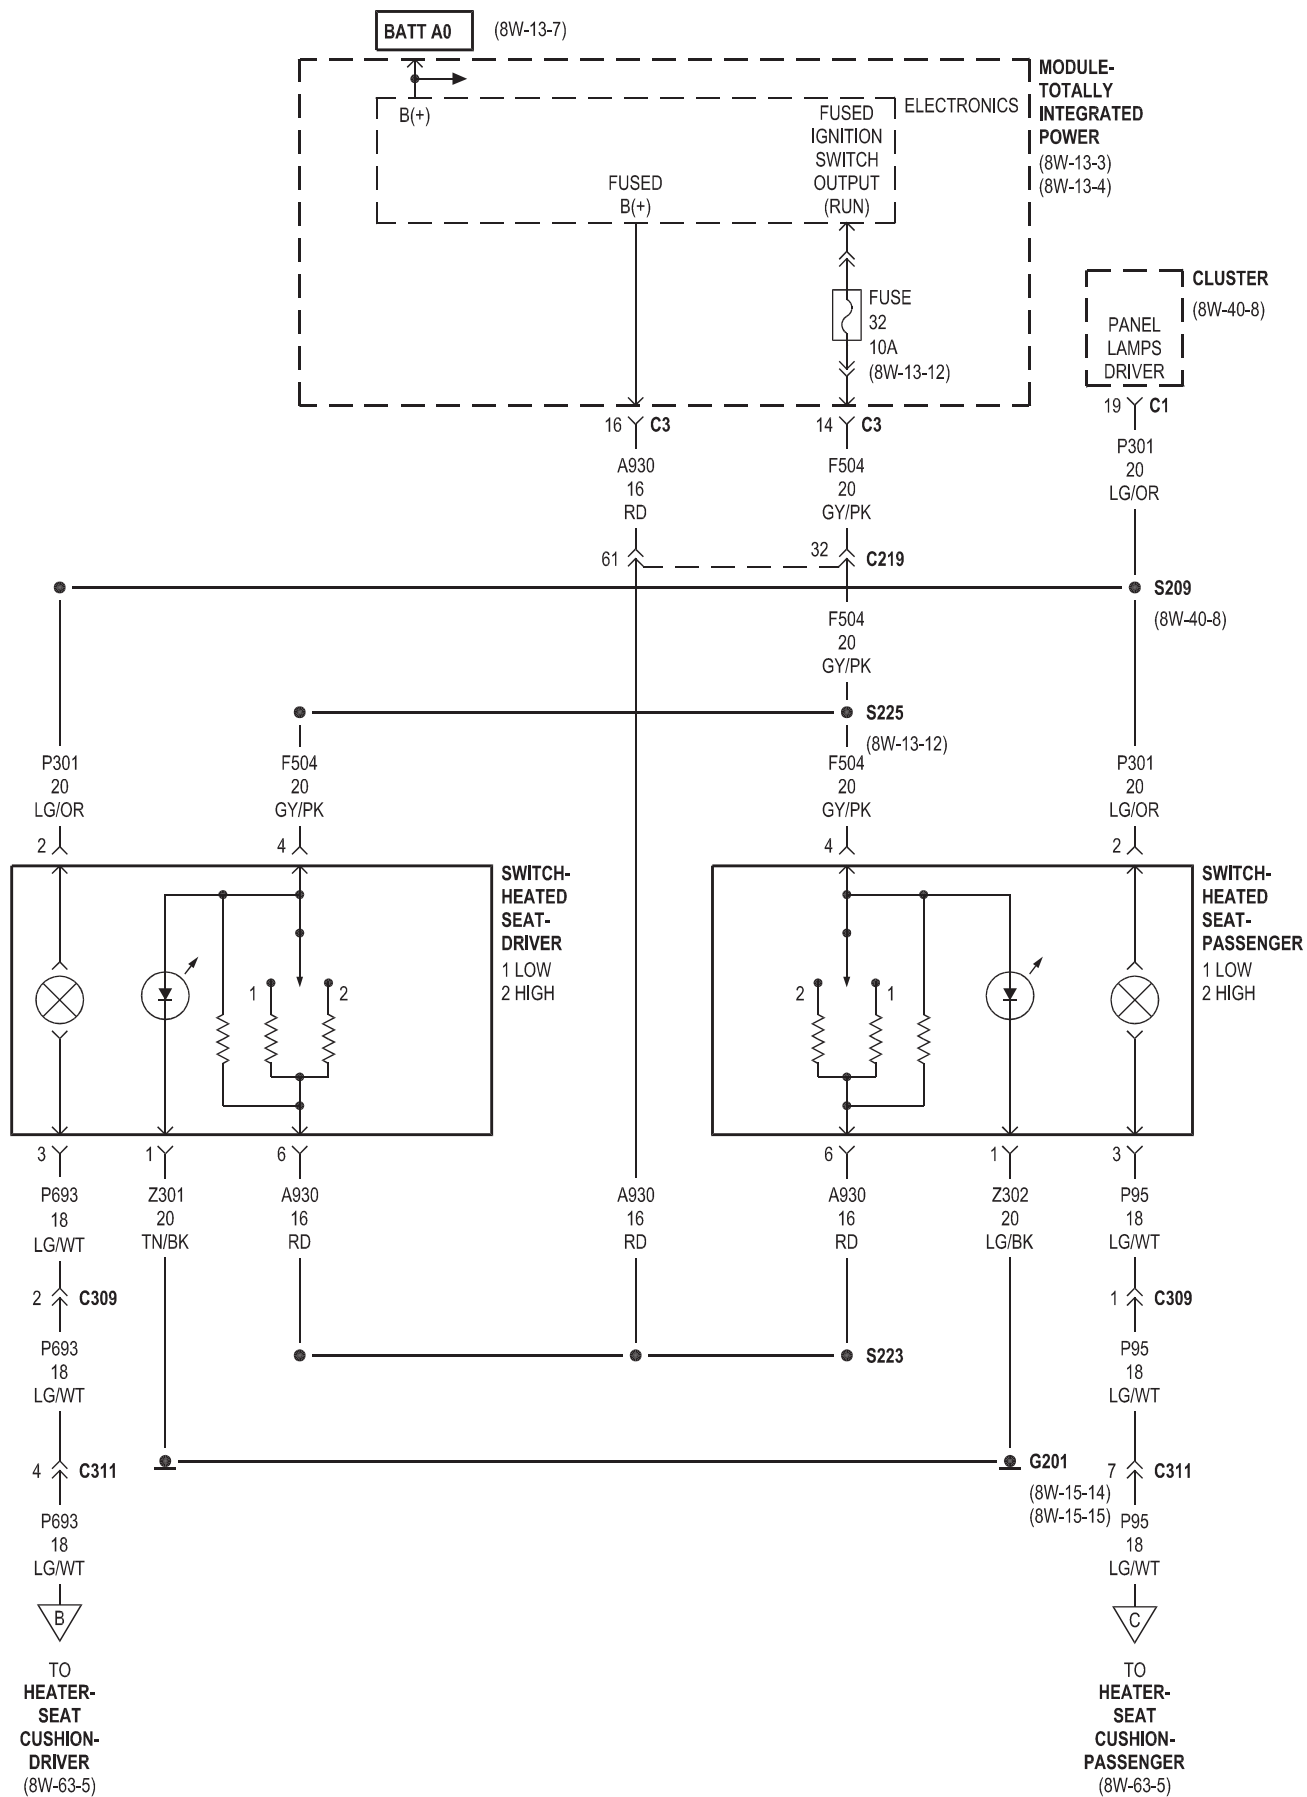 BATT A0
(8W-13-7)
MODULE-
TOTALLY
INTEGRATED
POWER
(8W-13-3)
(8W-13-4)
B(+)
ELECTRONICS
FUSED
IGNITION
SWITCH
OUTPUT
(RUN)
FUSED
B(+)
FUSE
32
10A
(8W-13-12)
CLUSTER
(8W-40-8)
PANEL
LAMPS
DRIVER
16
C3
14
C3
19
C1
A930
16
RD
F504
20
GY/PK
P301
20
LG/OR
61
32
C219
S209
(8W-40-8)
F504
20
GY/PK
S225
(8W-13-12)
P301
20
LG/OR
F504
20
GY/PK
F504
20
GY/PK
P301
20
LG/OR
2
4
4
2
SWITCH-
HEATED
SEAT-
DRIVER
1 LOW
2 HIGH
SWITCH-
HEATED
SEAT-
PASSENGER
1 LOW
2 HIGH
1
2
2
1
3
1
6
6
1
3
P693
18
LG/WT
Z301
20
TN/BK
A930
16
RD
A930
16
RD
A930
16
RD
Z302
20
LG/BK
P95
18
LG/WT
2
C309
1
C309
P693
18
LG/WT
S223
P95
18
LG/WT
4
C311
G201
(8W-15-14)
(8W-15-15)
7
C311
P693
18
LG/WT
P95
18
LG/WT
B
C
TO
HEATER-
SEAT
CUSHION-
DRIVER
(8W-63-5)
TO
HEATER-
SEAT
CUSHION-
PASSENGER
(8W-63-5)